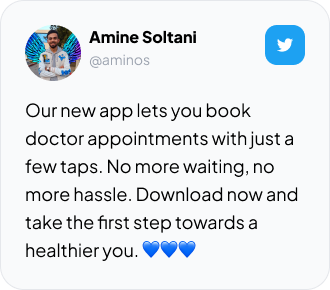 Amine Soltani
@aminos
Our new app lets you book
doctor appointments with just a
few taps. No more waiting, no
more hassle. Download now and
take the first step towards a
healthier you. 💙💙💙